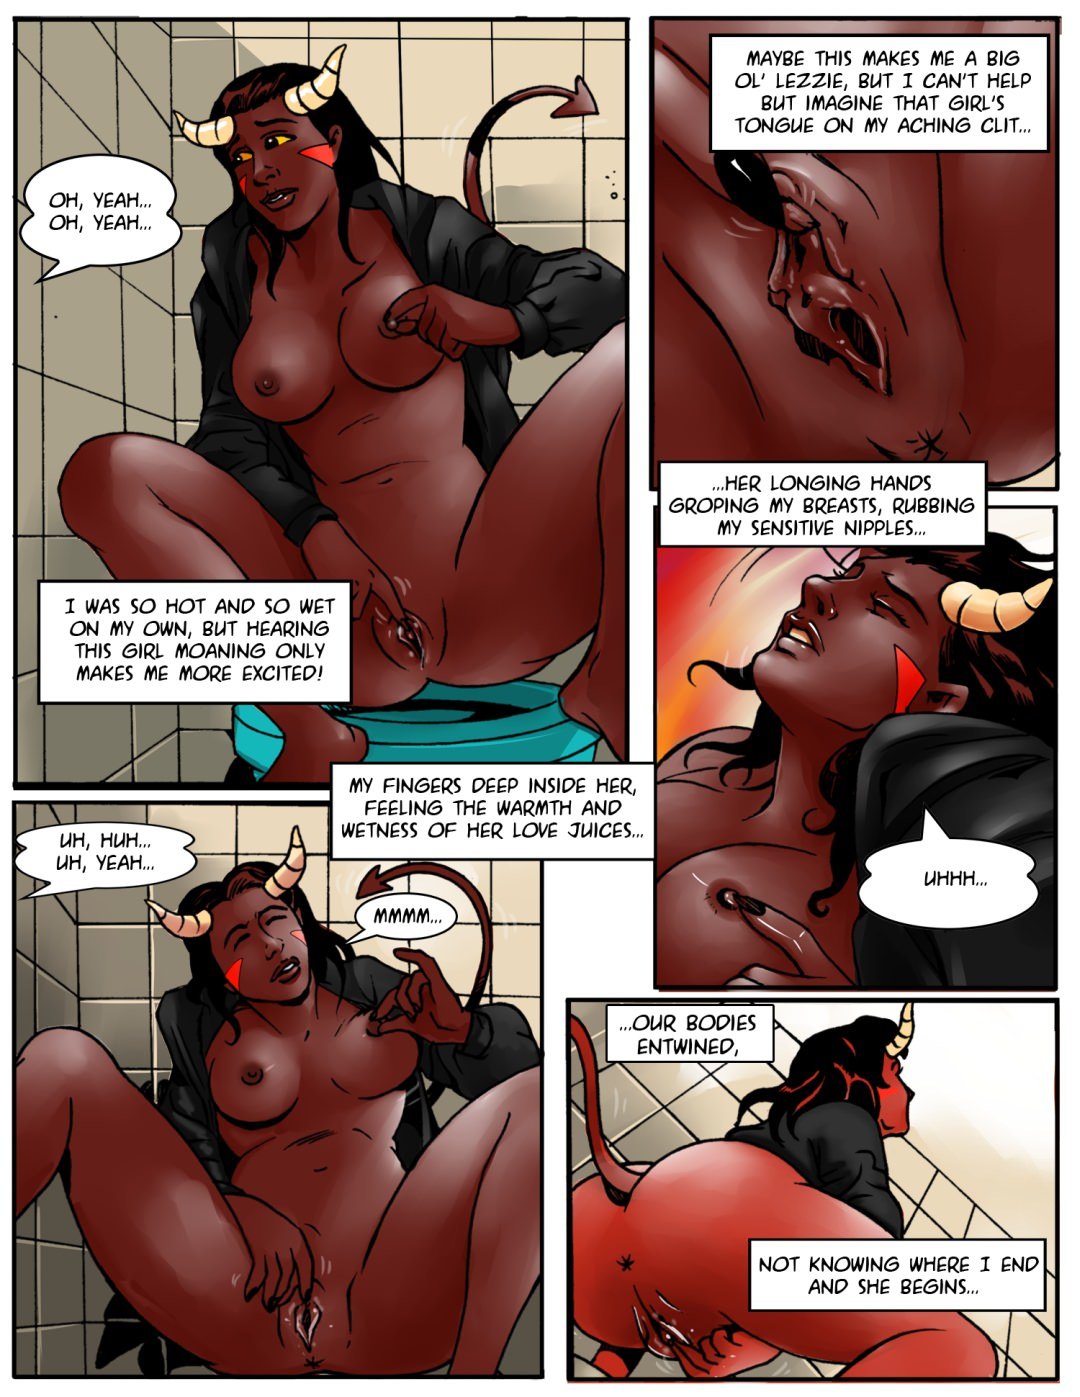 OH, YEAH...
OH, YEAH...
I WAS SO HOT AND SO WET
ON MY OWN, BUT HEARING
THIS GIRL MOANING ONLY
MAKES ME MORE EXCITED!
MAYBE THIS MAKES ME A BIG
OL' LEZZIE, BUT I CAN'T HELP
BUT IMAGINE THAT GIRL'S
TONGUE ON MY ACHING CLIT...
...HER LONGING HANDS
GROPING MY BREASTS, RUBBING
MY SENSITIVE NIPPLES...
UHHH...
MY FINGERS DEEP INSIDE HER,
FEELING THE WARMTH AND
WETNESS OF HER LOVE JUICES...
UH, HUH...
UH, YEAH...
MMMM...
...OUR BODIES
ENTWINED,
NOT KNOWING WHERE I END
AND SHE BEGINS...